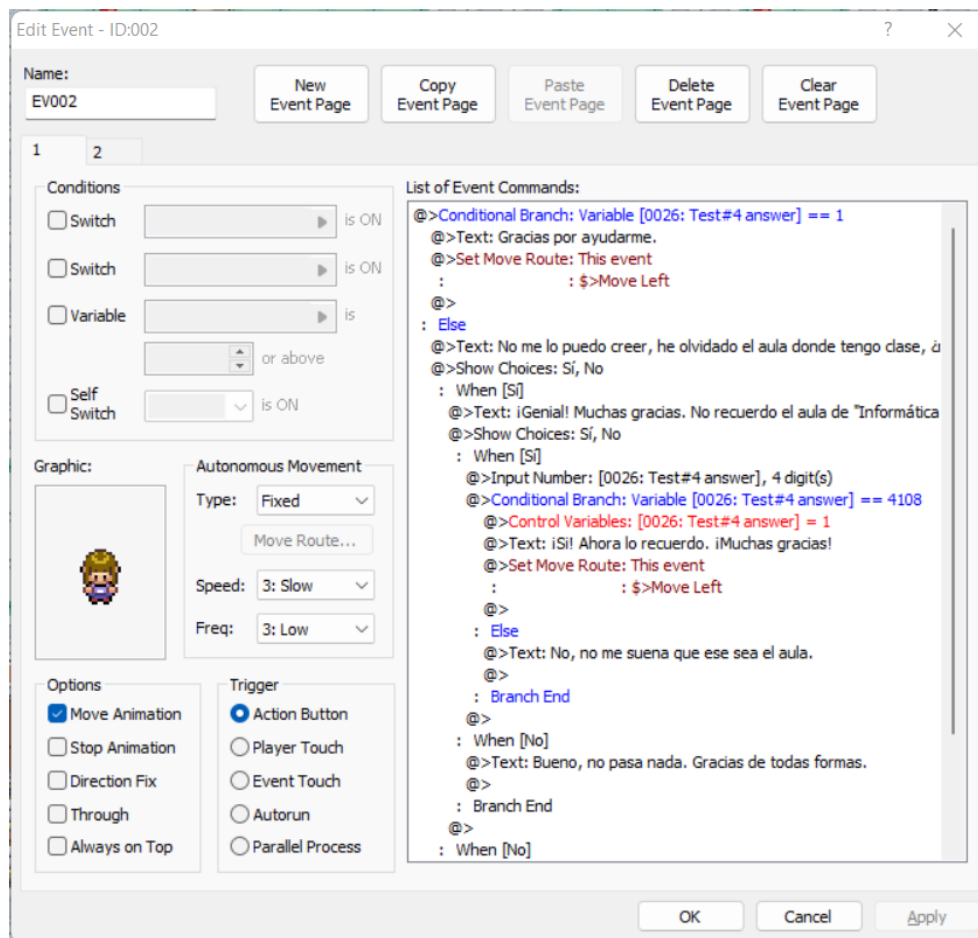 Edit Event - ID:002
?
Name:
EV002
New
Event Page
Copy
Event Page
Paste
Event Page
Delete
Event Page
Clear
Event Page
1
2
Conditions
Switch
is ON
Switch
is ON
Variable
is
or above
Self
Switch
is ON
Graphic:
Autonomous Movement
Type:
Fixed
Move Route...
Speed:
3: Slow
Freq:
3: Low
Options
Move Animation
Stop Animation
Direction Fix
Through
Always on Top
Trigger
Action Button
Player Touch
Event Touch
Autorun
Parallel Process
List of Event Commands:
@>Conditional Branch: Variable [0026: Test#4 answer] == 1
@>Text: Gracias por ayudarme.
@>Set Move Route: This event
: : $>Move Left
@>
: Else
@>Text: No me lo puedo creer, he olvidado el aula donde tengo clase, ¿
@>Show Choices: Sí, No
: When [Sí]
@>Text: ¡Genial! Muchas gracias. No recuerdo el aula de "Informática
@>Show Choices: Sí, No
: When [Sí]
@>Input Number: [0026: Test#4 answer], 4 digit(s)
@>Conditional Branch: Variable [0026: Test#4 answer] == 4108
@>Control Variables: [0026: Test#4 answer] = 1
@>Text: ¡Si! Ahora lo recuerdo. ¡Muchas gracias!
@>Set Move Route: This event
: : $>Move Left
@>
: Else
@>Text: No, no me suena que ese sea el aula.
@>
: Branch End
@>
: When [No]
@>Text: Bueno, no pasa nada. Gracias de todas formas.
@>
: Branch End
@>
: When [No]
OK
Cancel
Apply